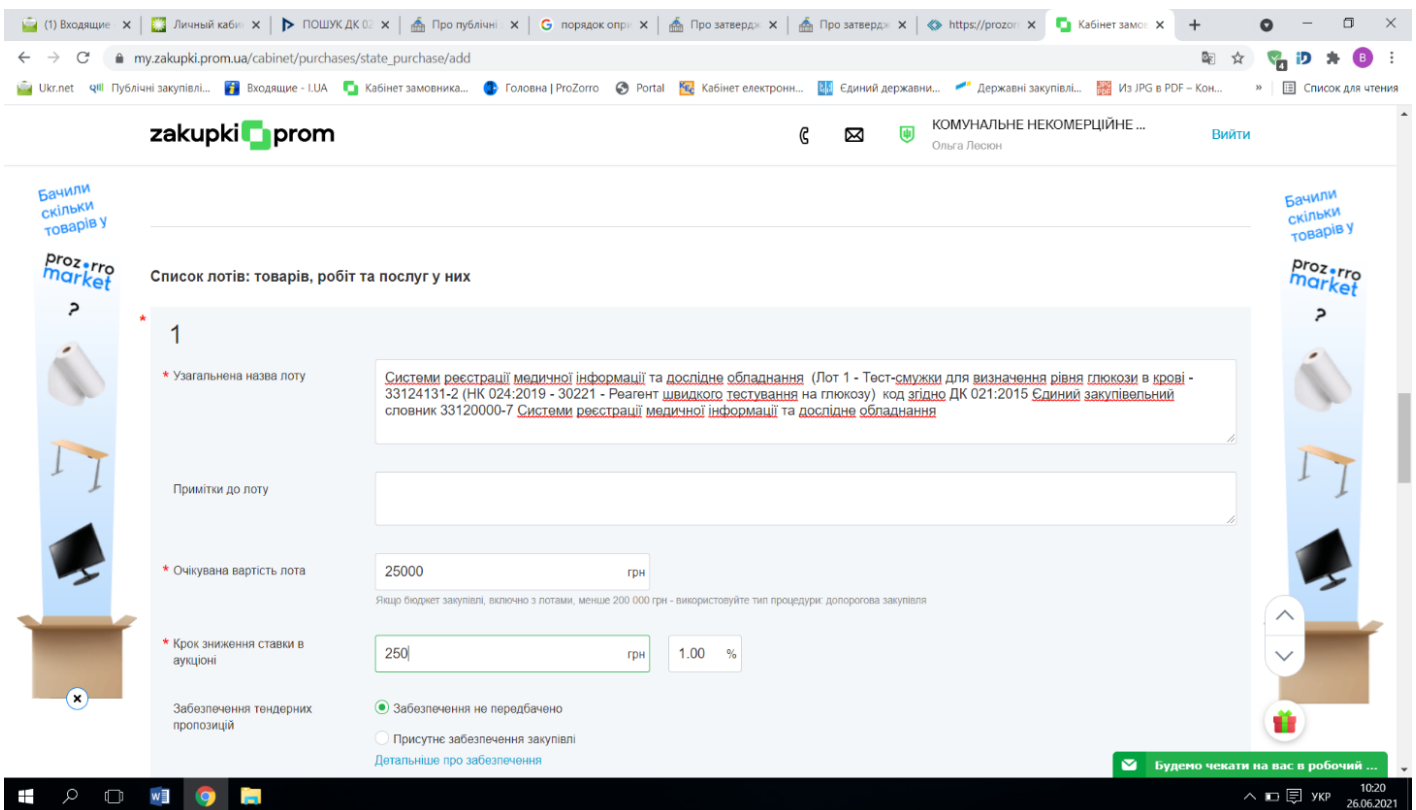 (1) Входящие
Личный каби
ПОШУК ДК 02
Про публічні
порядок опри
Про затвердж
Про затвердж
https://prozorr
Кабінет замов
my.zakupki.prom.ua/cabinet/purchases/state_purchase/add
Ukr.net
Публічні закупівлі...
Входящие - I.UA
Кабінет замовника...
Головна | ProZorro
Portal
Кабінет електронн...
Єдиний державни...
Державні закупівлі...
Из JPG в PDF – Кон...
»
Список для чтения
zakupki prom
КОМУНАЛЬНЕ НЕКОМЕРЦІЙНЕ ...
Ольга Лесюн
Вийти
Бачили
скільки
товарів у
prozorro
market
?
Бачили
скільки
товарів у
prozorro
market
?
Список лотів: товарів, робіт та послуг у них
* 1
* Узагальнена назва лоту
Системи реєстрації медичної інформації та дослідне обладнання (Лот 1 - Тест-смужки для визначення рівня глюкози в крові -
33124131-2 (НК 024:2019 - 30221 - Реагент швидкого тестування на глюкозу) код згідно ДК 021:2015 Єдиний закупівельний
словник 33120000-7 Системи реєстрації медичної інформації та дослідне обладнання
Примітки до лоту
* Очікувана вартість лота
25000 грн
Якщо бюджет закупівлі, включно з лотами, менше 200 000 грн - використовуйте тип процедури: допорогова закупівля
* Крок зниження ставки в
аукціоні
250 грн 1.00 %
Забезпечення тендерних
пропозицій
Забезпечення не передбачено
Присутнє забезпечення закупівлі
Детальніше про забезпечення
Будемо чекати на вас в робочий ...
УКР
10:20
26.06.2021